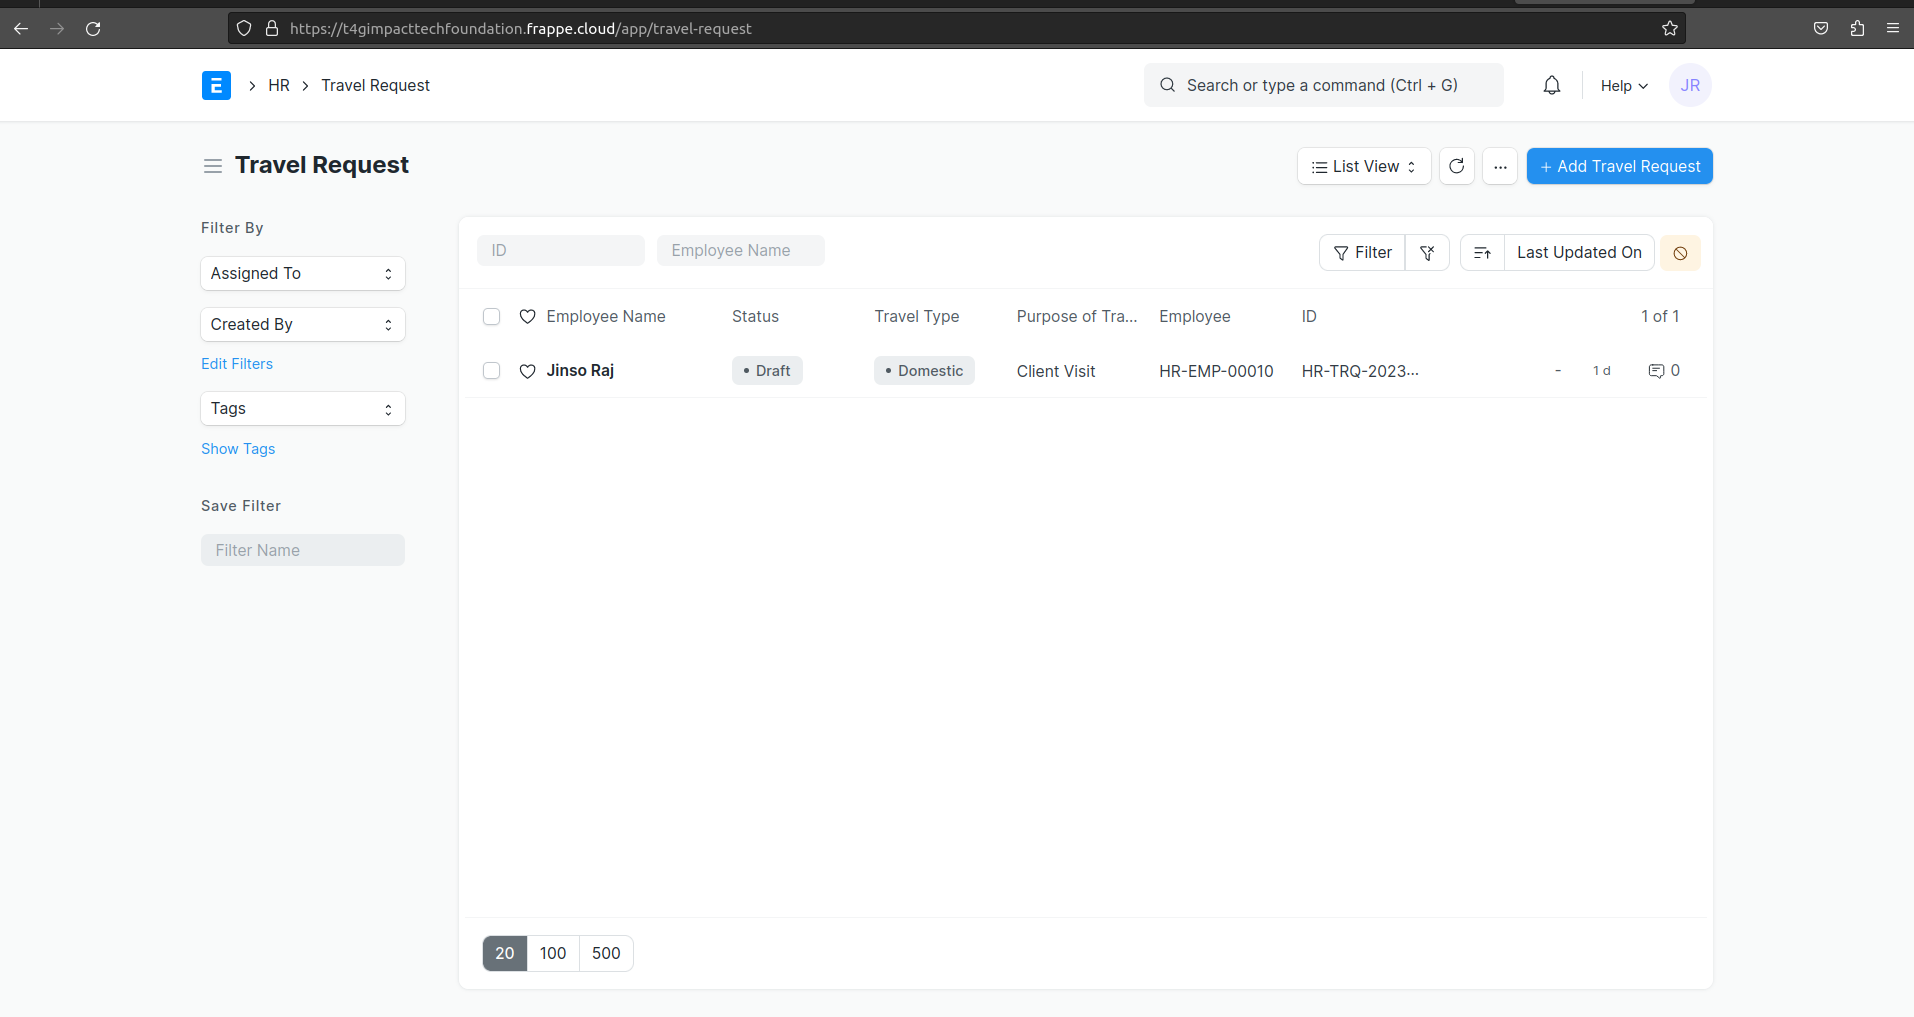 https://t4gimpacttechfoundation.frappe.cloud/app/travel-request
E HR Travel Request
Search or type a command (Ctrl + G)
Help
JR
Travel Request
List View
...
+ Add Travel Request
Filter By
Assigned To
Created By
Edit Filters
Tags
Show Tags
Save Filter
Filter Name
ID
Employee Name
Filter
Last Updated On
Employee Name Status Travel Type Purpose of Tra... Employee ID 1 of 1
Jinso Raj Draft Domestic Client Visit HR-EMP-00010 HR-TRQ-2023... - 1 d 0
20 100 500